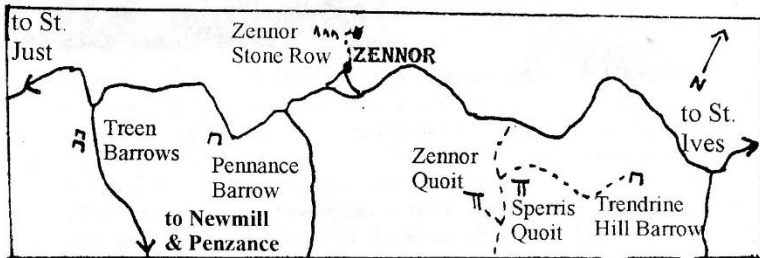 to St.
Just
Zennor
Stone Row
ZENNOR
N
to St.
Ives
Treen
Barrows
Pennance
Barrow
Zennor
Quoit
Sperris
Quoit
Trendrine
Hill Barrow
to Newmill
& Penzance